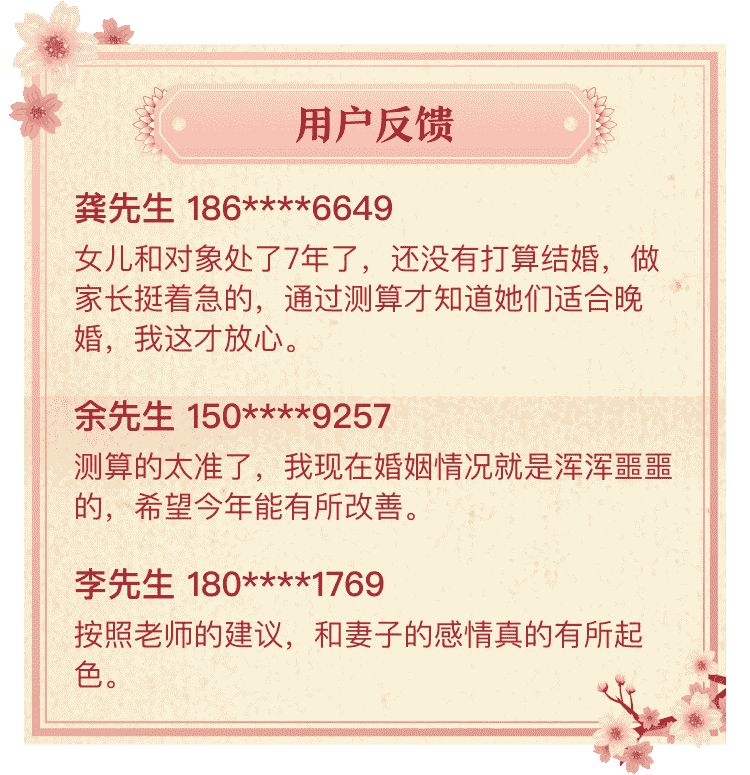 用户反馈
龚先生 186****6649
女儿和对象处了7年了，还没有打算结婚，做
家长挺着急的，通过测算才知道她们适合晚
婚，我这才放心。
余先生 150****9257
测算的太准了，我现在婚姻情况就是浑浑噩噩
的，希望今年能有所改善。
李先生 180****1769
按照老师的建议，和妻子的感情真的有所起
色。